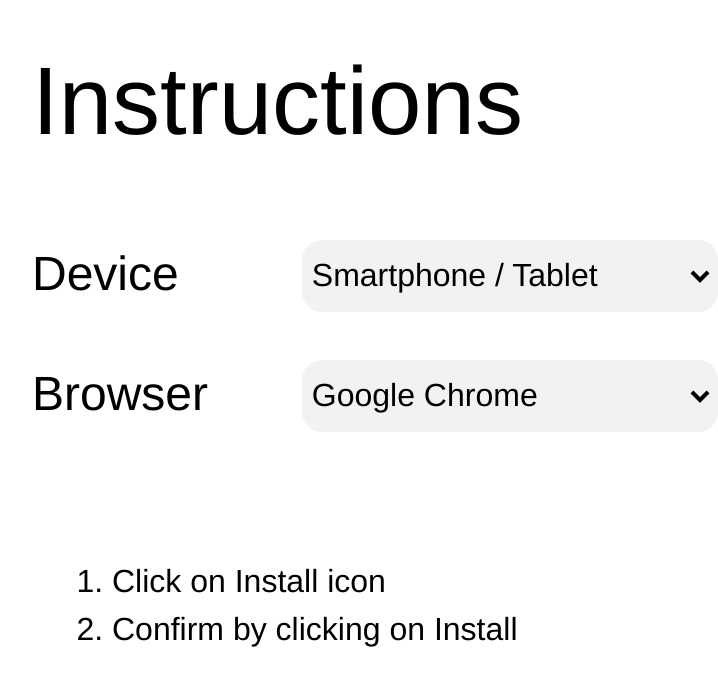 Instructions
Device
Smartphone / Tablet
Browser
Google Chrome
1. Click on Install icon
2. Confirm by clicking on Install